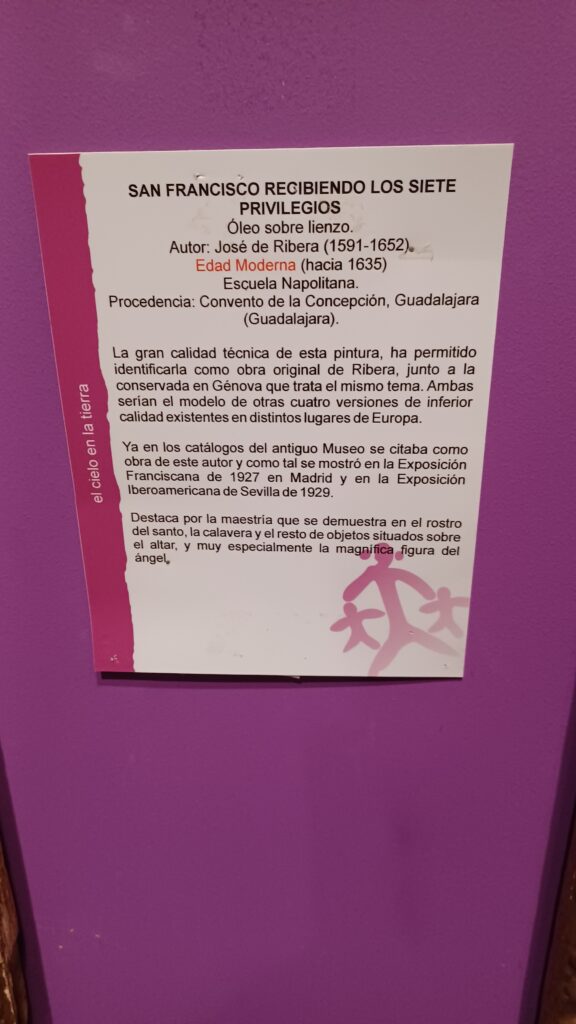 SAN FRANCISCO RECIBIENDO LOS SIETE
PRIVILEGIOS
Óleo sobre lienzo.
Autor: José de Ribera (1591-1652).
Edad Moderna (hacia 1635)
Escuela Napolitana.
Procedencia: Convento de la Concepción, Guadalajara
(Guadalajara).
La gran calidad técnica de esta pintura, ha permitido
identificarla como obra original de Ribera, junto a la
conservada en Génova que trata el mismo tema. Ambas
serían el modelo de otras cuatro versiones de inferior
calidad existentes en distintos lugares de Europa.
Ya en los catálogos del antiguo Museo se citaba como
obra de este autor y como tal se mostró en la Exposición
Franciscana de 1927 en Madrid y en la Exposición
Iberoamericana de Sevilla de 1929.
Destaca por la maestría que se demuestra en el rostro
del santo, la calavera y el resto de objetos situados sobre
el altar, y muy especialmente la magnífica figura del
ángel.
el cielo en la tierra